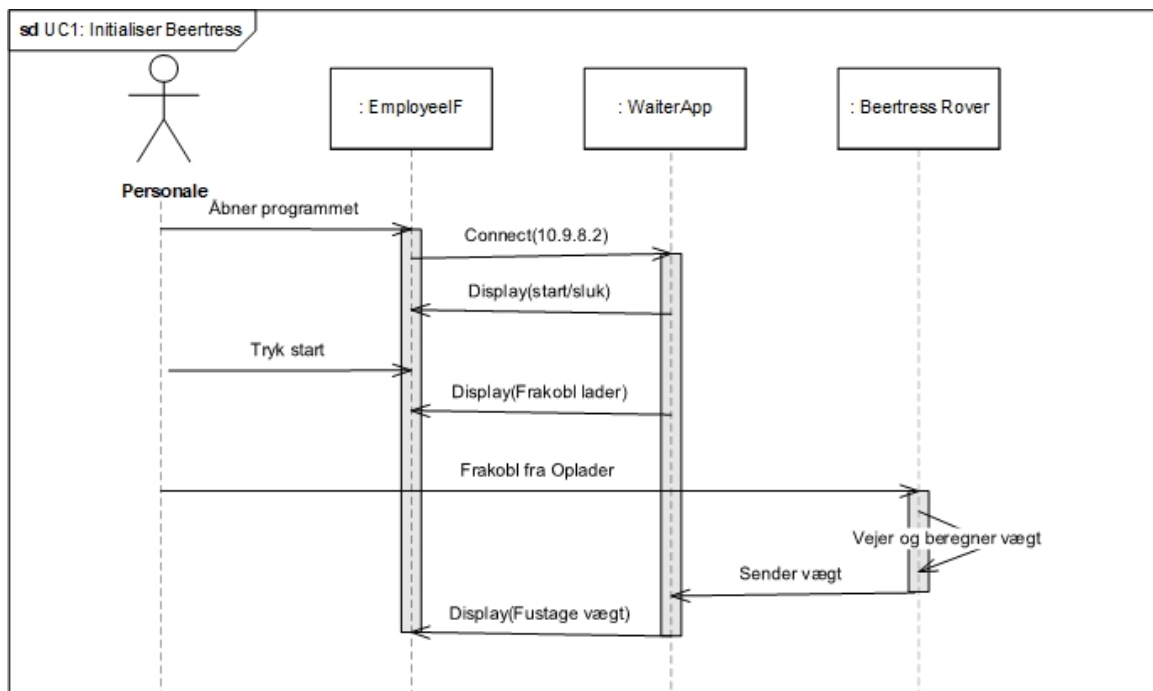 sd UC1: Initialiser Beertress
: EmployeeIF
: WaiterApp
: Beertress Rover
Personale
Åbner programmet
Connect(10.9.8.2)
Display(start/sluk)
Tryk start
Display(Frakobl lader)
Frakobl fra Oplader
Vejer og beregner vægt
Sender vægt
Display(Fustage vægt)